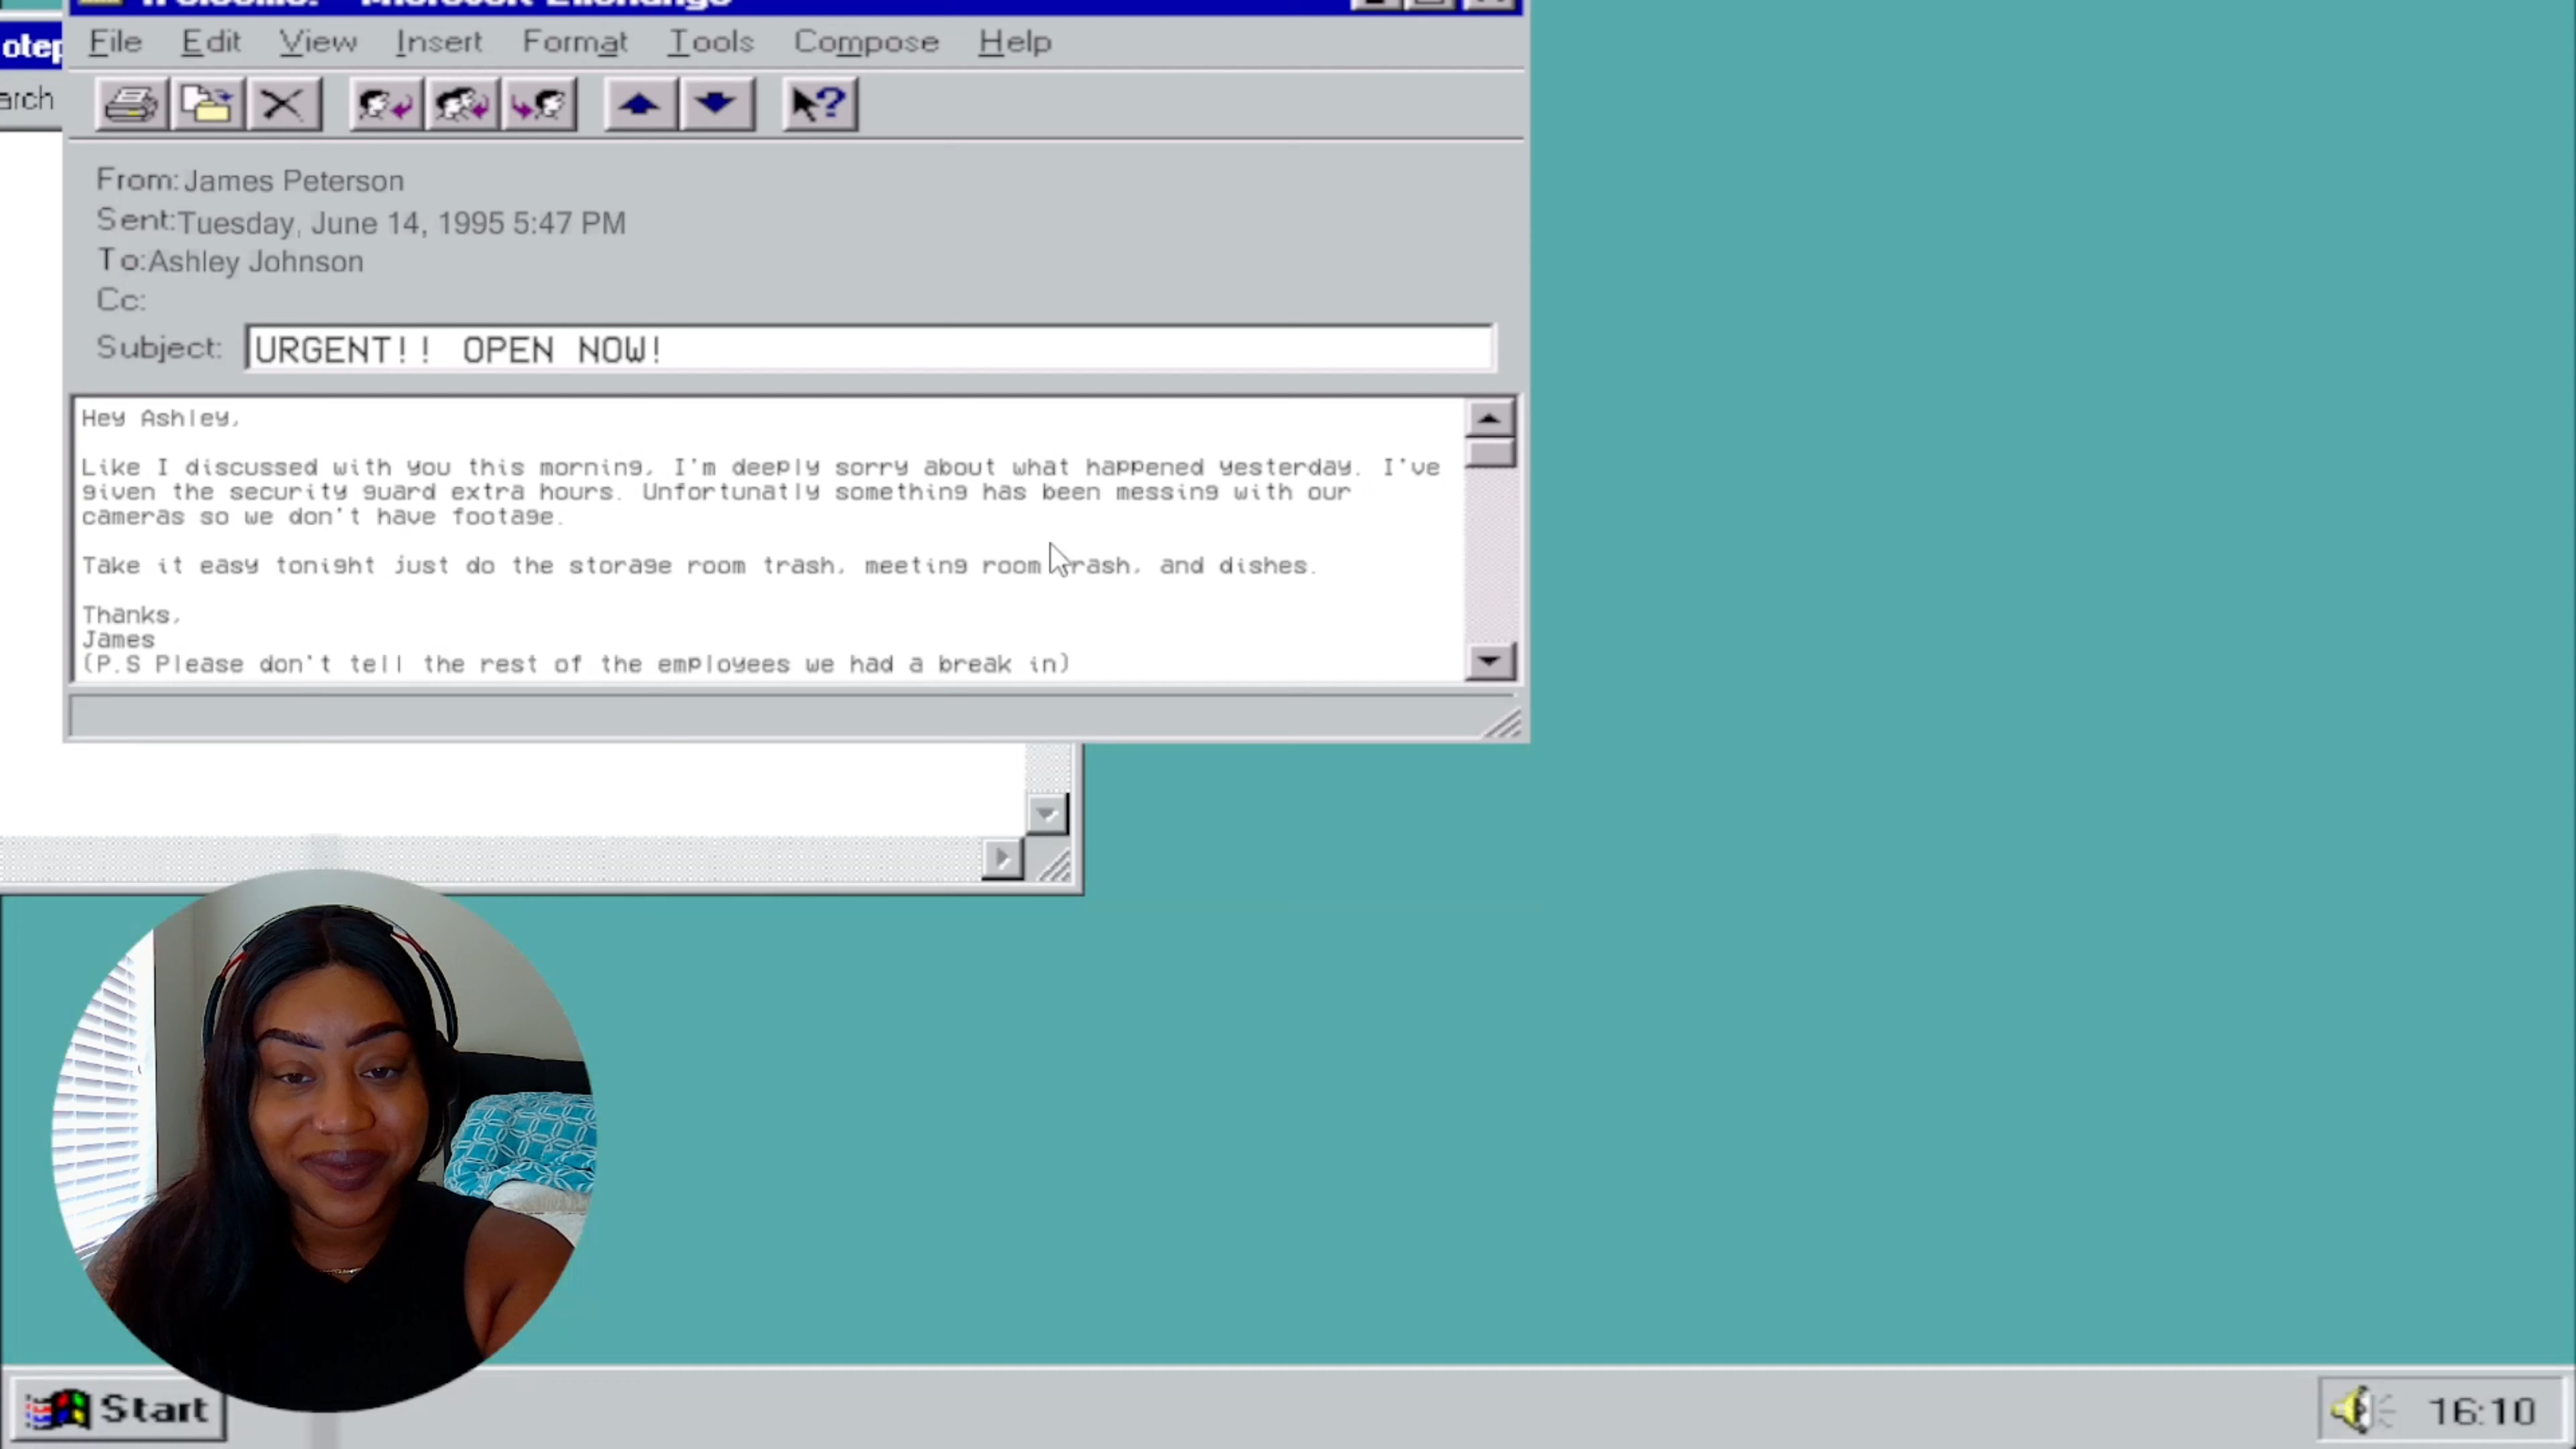 Microsoft Exchange
otep
File Edit View Insert Format Tools Compose Help
arch
From: James Peterson
Sent: Tuesday, June 14, 1995 5:47 PM
To: Ashley Johnson
Cc:
Subject: URGENT!! OPEN NOW!
Hey Ashley,
Like I discussed with you this morning, I'm deeply sorry about what happened yesterday. I've
given the security guard extra hours. Unfortunatly something has been messing with our
cameras so we don't have footage.
Take it easy tonight just do the storage room trash, meeting room rash, and dishes.
Thanks,
James
(P.S Please don't tell the rest of the employees we had a break in)
Start
16:10